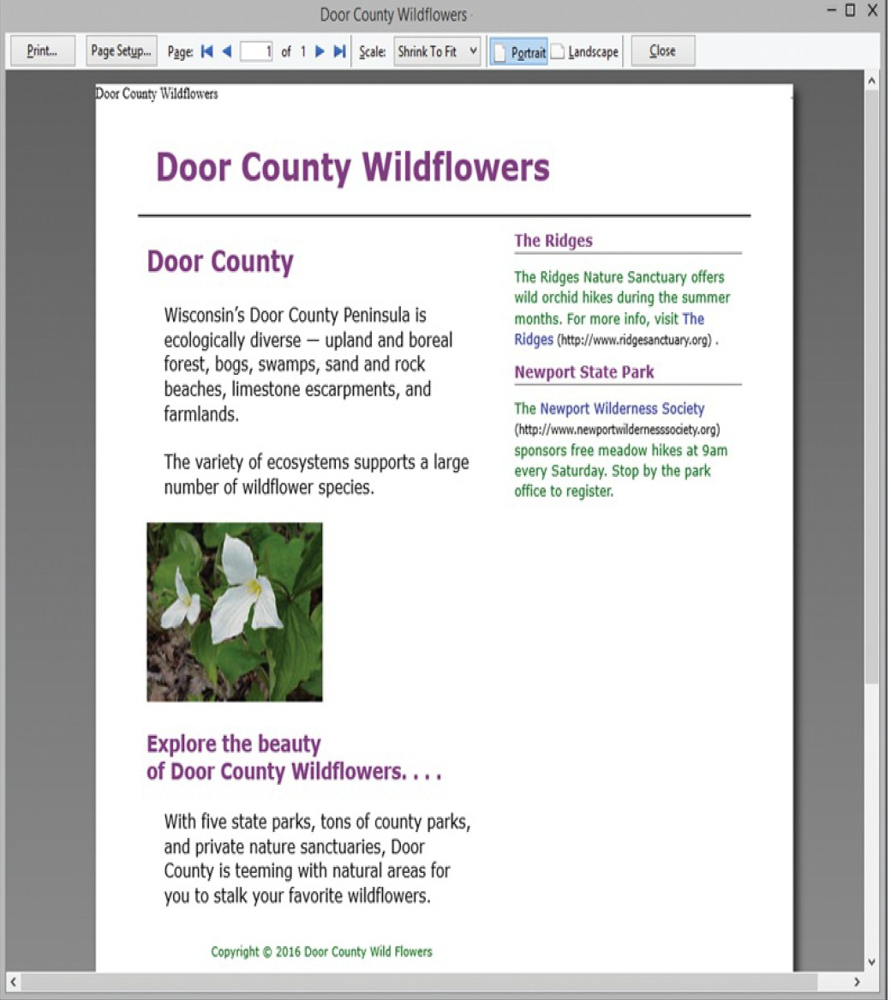 Door County Wildflowers
Print... Page Setup... Page: 1 of 1 Scale: Shrink To Fit Portrait Landscape Close
Door County Wildflowers
Door County Wildflowers
Door County
Wisconsin’s Door County Peninsula is
ecologically diverse — upland and boreal
forest, bogs, swamps, sand and rock
beaches, limestone escarpments, and
farmlands.
The variety of ecosystems supports a large
number of wildflower species.
Explore the beauty
of Door County Wildflowers. . . .
With five state parks, tons of county parks,
and private nature sanctuaries, Door
County is teeming with natural areas for
you to stalk your favorite wildflowers.
The Ridges
The Ridges Nature Sanctuary offers
wild orchid hikes during the summer
months. For more info, visit The
Ridges (http://www.ridgesanctuary.org) .
Newport State Park
The Newport Wilderness Society
(http://www.newportwildernesssociety.org)
sponsors free meadow hikes at 9am
every Saturday. Stop by the park
office to register.
Copyright © 2016 Door County Wild Flowers